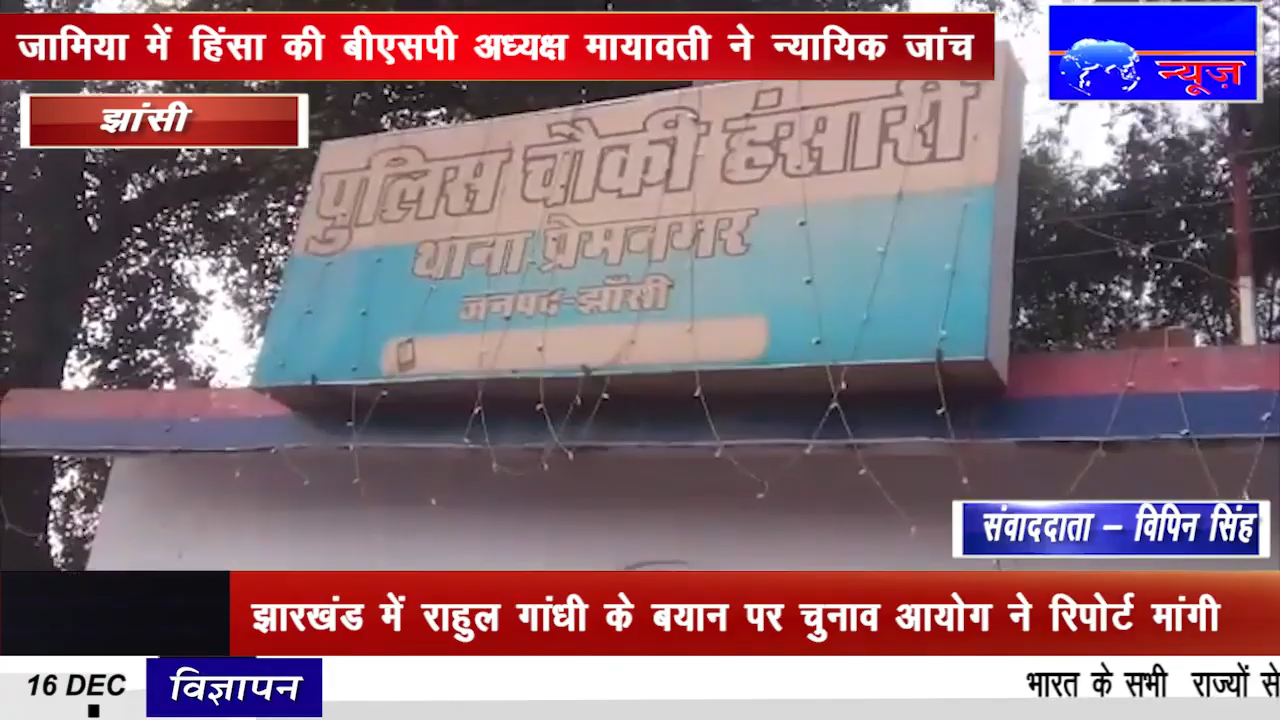 जामिया में हिंसा की बीएसपी अध्यक्ष मायावती ने न्यायिक जांच
न्यूज़
झांसी
पुलिस चौकी हंसारी
थाना प्रेमनगर
जनपद-झाँसी
संवाददाता – विपिन सिंह
झारखंड में राहुल गांधी के बयान पर चुनाव आयोग ने रिपोर्ट मांगी
16 DEC
विज्ञापन
भारत के सभी राज्यों से